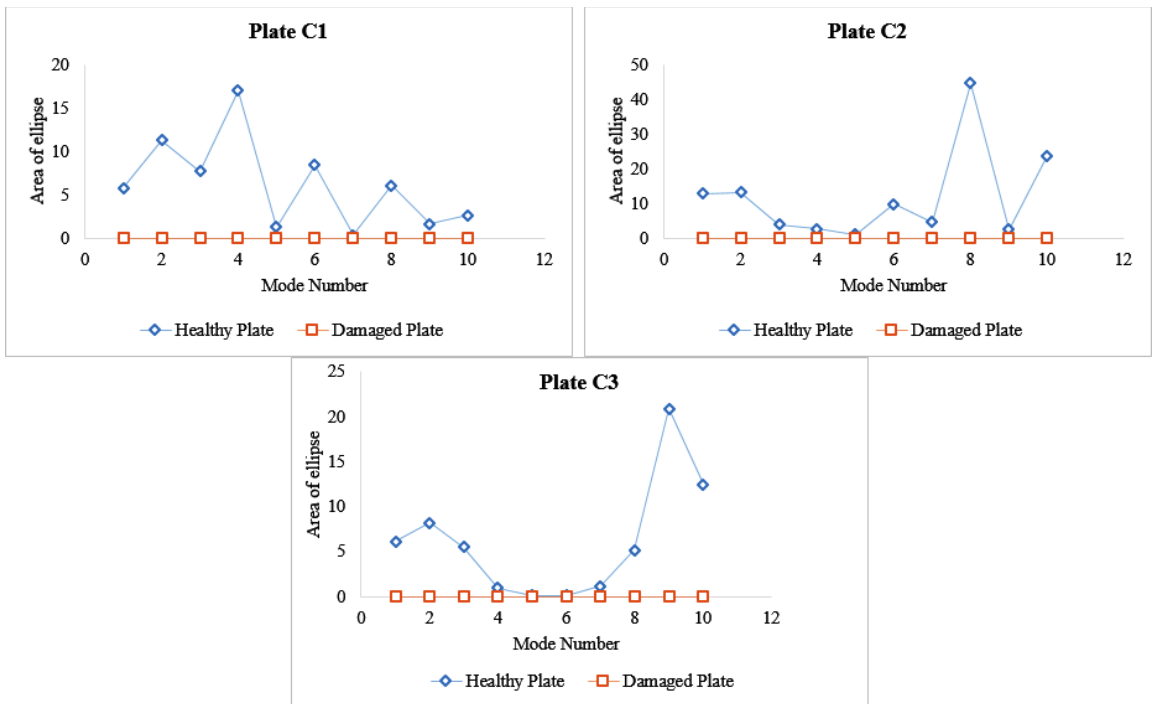 Plate C1
Area of ellipse
20
15
10
5
0
0 2 4 6 8 10 12
Mode Number
Healthy Plate Damaged Plate
Plate C2
Area of ellipse
50
40
30
20
10
0
0 2 4 6 8 10 12
Mode Number
Healthy Plate Damaged Plate
Plate C3
Area of ellipse
25
20
15
10
5
0
0 2 4 6 8 10 12
Mode Number
Healthy Plate Damaged Plate